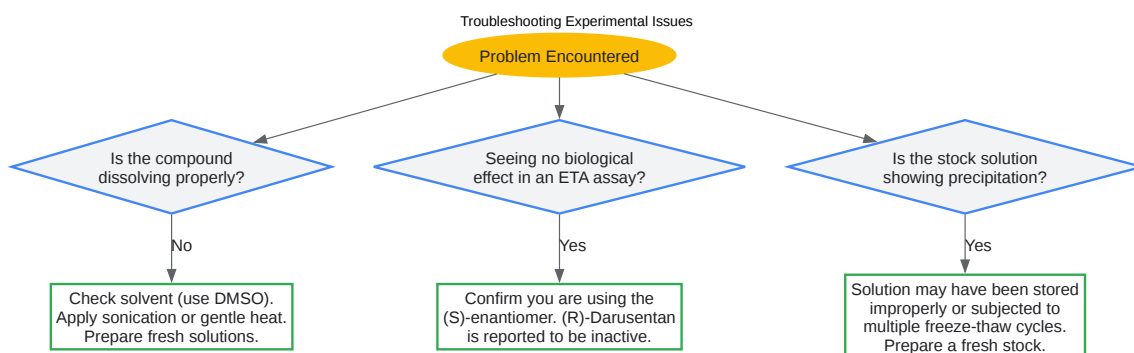 Troubleshooting Experimental Issues
Problem Encountered
Is the compound
dissolving properly?
Seeing no biological
effect in an ETA assay?
Is the stock solution
showing precipitation?
No
Yes
Yes
Check solvent (use DMSO).
Apply sonication or gentle heat.
Prepare fresh solutions.
Confirm you are using the
(S)-enantiomer. (R)-Darusentan
is reported to be inactive.
Solution may have been stored
improperly or subjected to
multiple freeze-thaw cycles.
Prepare a fresh stock.